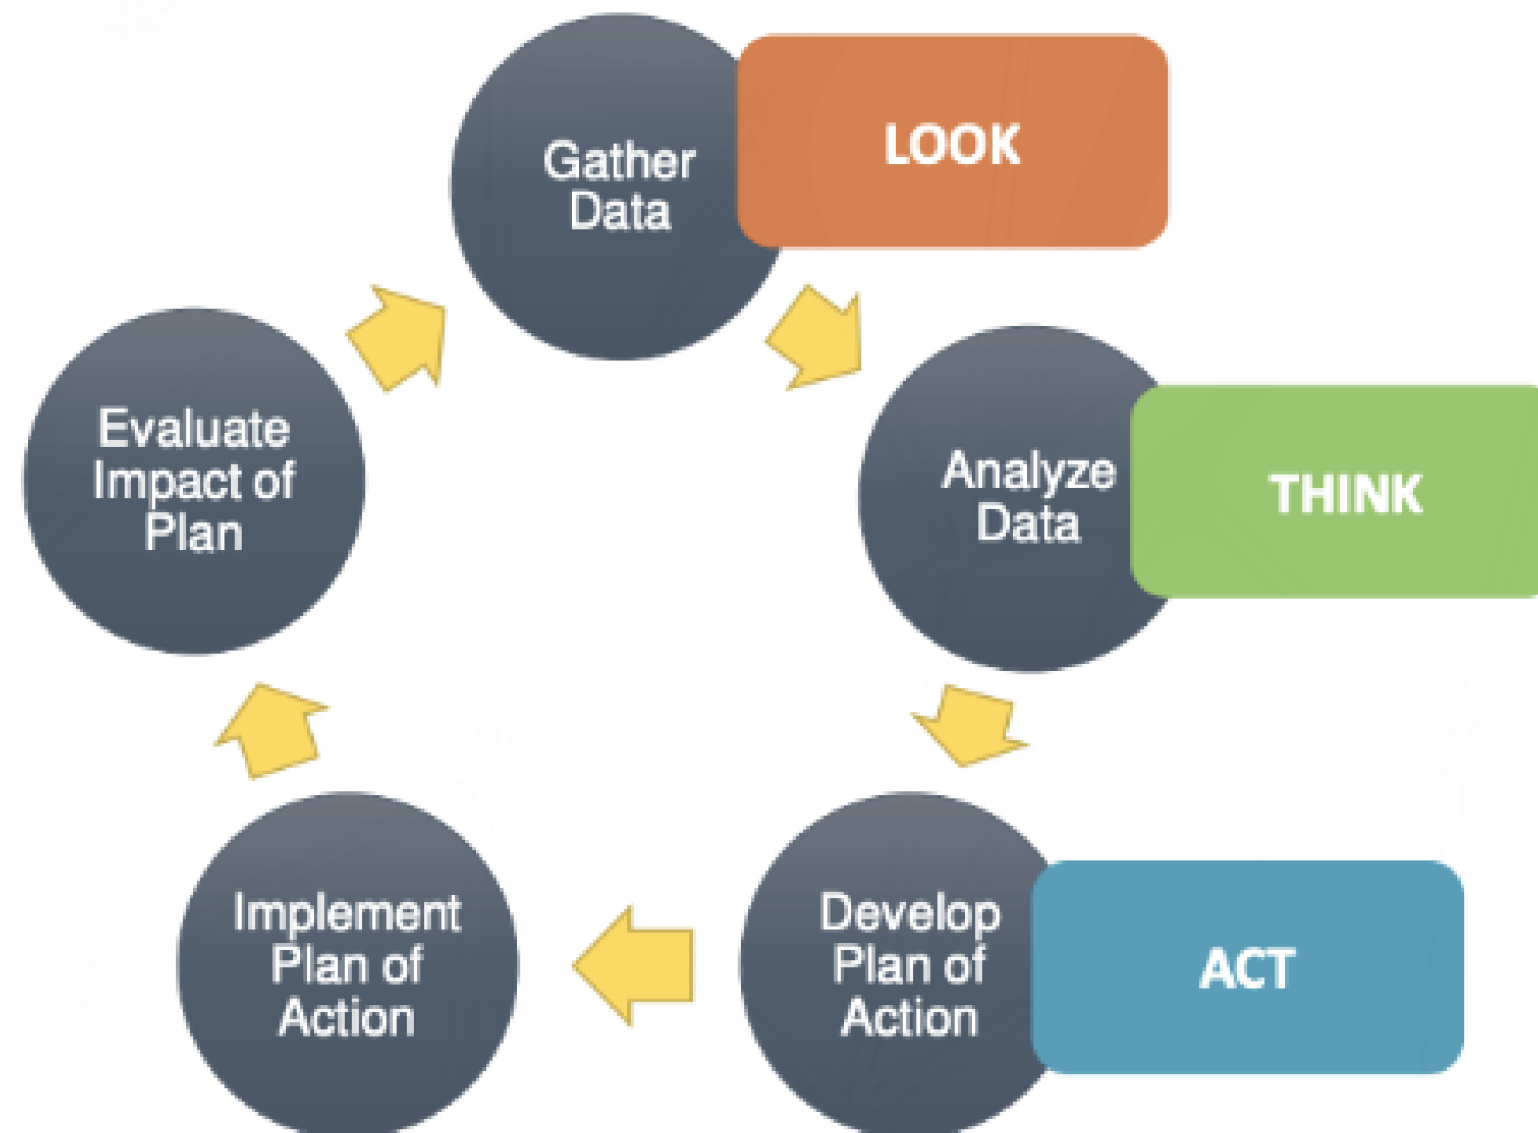 Gather
Data
LOOK
Analyze
Data
THINK
Develop
Plan of
Action
ACT
Implement
Plan of
Action
Evaluate
Impact of
Plan